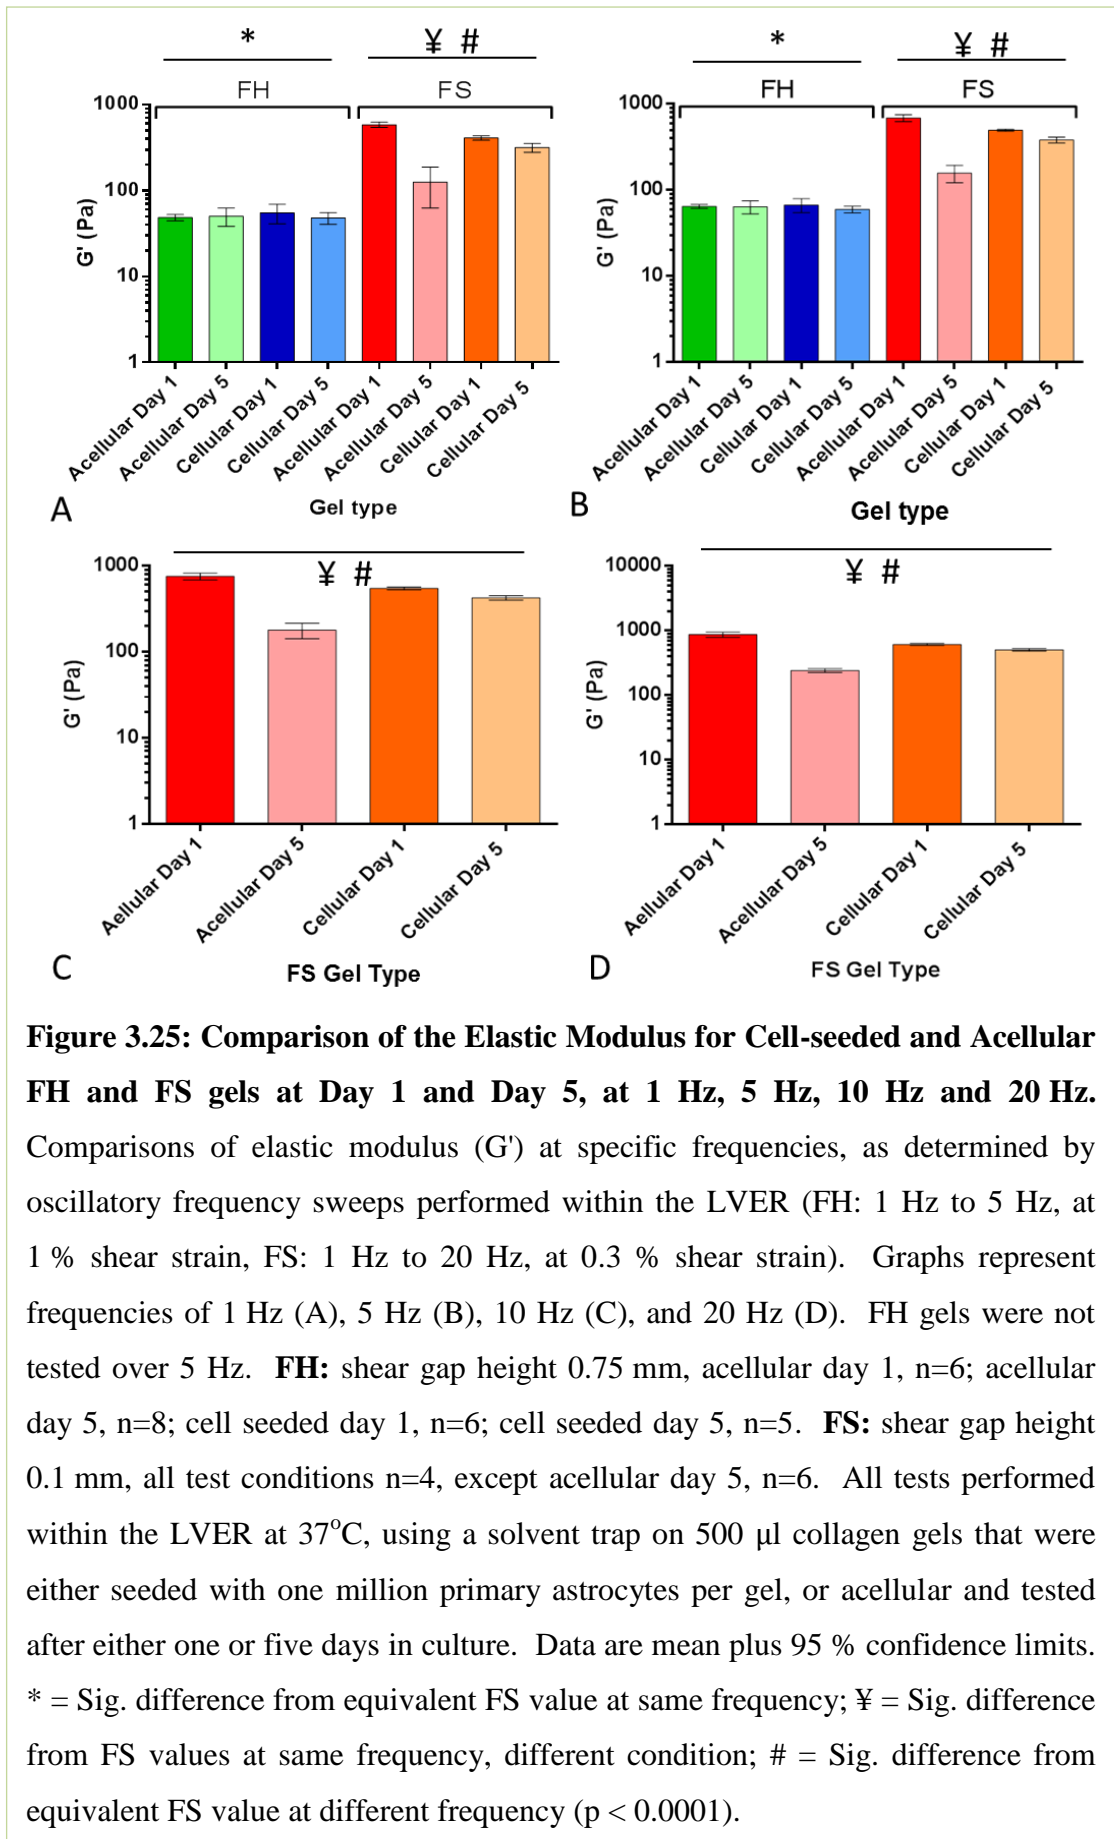 * ¥ #
FH FS
1000
100
10
1
G' (Pa)
Acellular Day 1
Acellular Day 5
Cellular Day 1
Cellular Day 5
Acellular Day 1
Acellular Day 5
Cellular Day 1
Cellular Day 5
A Gel type
* ¥ #
FH FS
1000
100
10
1
G' (Pa)
Acellular Day 1
Acellular Day 5
Cellular Day 1
Cellular Day 5
Acellular Day 1
Acellular Day 5
Cellular Day 1
Cellular Day 5
B Gel type
¥ #
1000
100
10
1
G' (Pa)
Aellular Day 1
Acellular Day 5
Cellular Day 1
Cellular Day 5
C FS Gel Type
¥ #
10000
1000
100
10
1
G' (Pa)
Aellular Day 1
Acellular Day 5
Cellular Day 1
Cellular Day 5
D FS Gel Type
Figure 3.25: Comparison of the Elastic Modulus for Cell-seeded and Acellular
FH and FS gels at Day 1 and Day 5, at 1 Hz, 5 Hz, 10 Hz and 20 Hz.
Comparisons of elastic modulus (G') at specific frequencies, as determined by
oscillatory frequency sweeps performed within the LVER (FH: 1 Hz to 5 Hz, at
1 % shear strain, FS: 1 Hz to 20 Hz, at 0.3 % shear strain). Graphs represent
frequencies of 1 Hz (A), 5 Hz (B), 10 Hz (C), and 20 Hz (D). FH gels were not
tested over 5 Hz. FH: shear gap height 0.75 mm, acellular day 1, n=6; acellular
day 5, n=8; cell seeded day 1, n=6; cell seeded day 5, n=5. FS: shear gap height
0.1 mm, all test conditions n=4, except acellular day 5, n=6. All tests performed
within the LVER at 37°C, using a solvent trap on 500 µl collagen gels that were
either seeded with one million primary astrocytes per gel, or acellular and tested
after either one or five days in culture. Data are mean plus 95 % confidence limits.
* = Sig. difference from equivalent FS value at same frequency; ¥ = Sig. difference
from FS values at same frequency, different condition; # = Sig. difference from
equivalent FS value at different frequency (p < 0.0001).